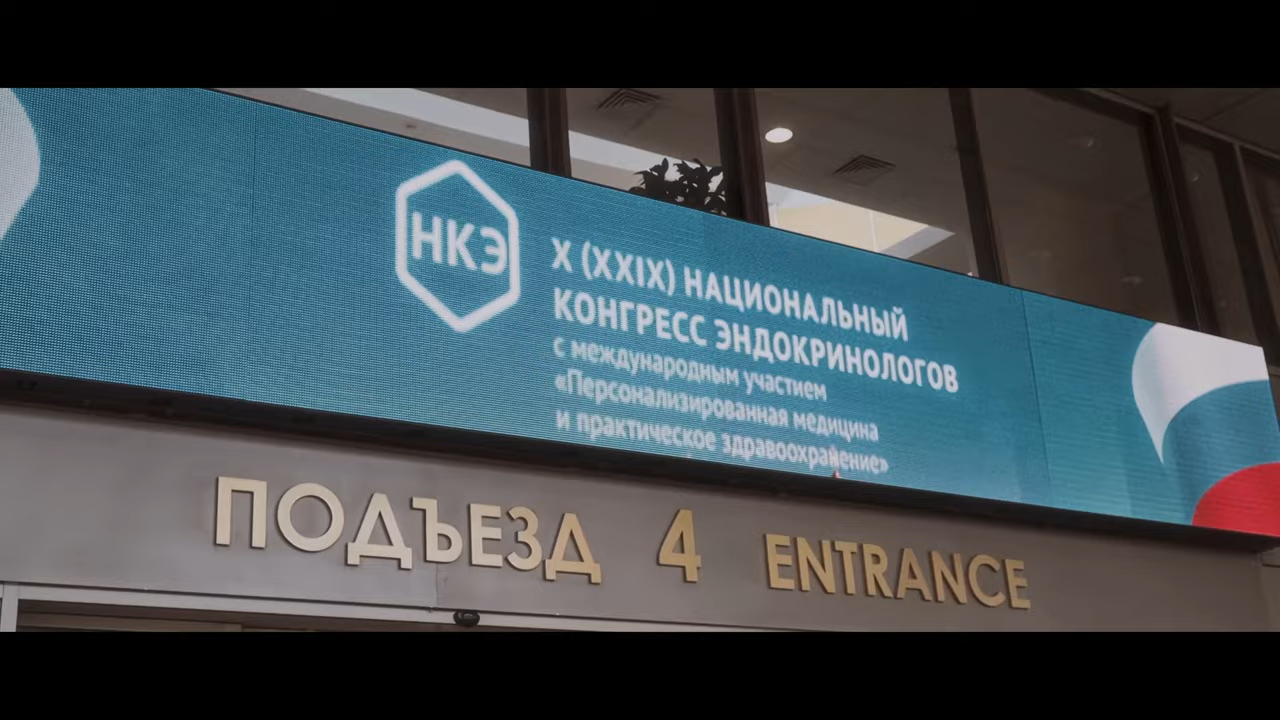 НКЭ
X (XXIX) НАЦИОНАЛЬНЫЙ
КОНГРЕСС ЭНДОКРИНОЛОГОВ
с международным участием
«Персонализированная медицина
и практическое здравоохранение»
ПОДЪЕЗД 4 ENTRANCE